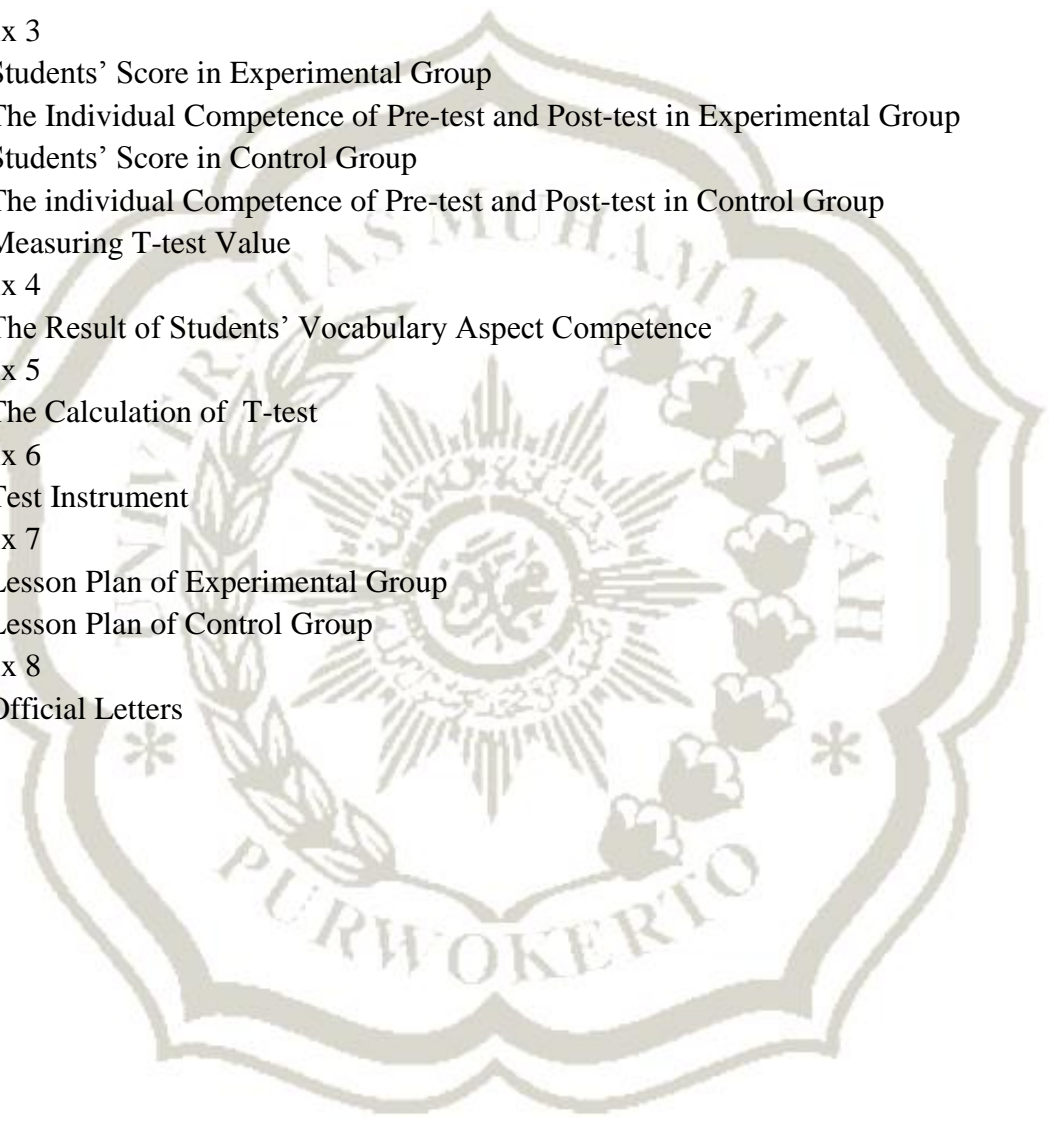 x 3
Students’ Score in Experimental Group
The Individual Competence of Pre-test and Post-test in Experimental Group
Students’ Score in Control Group
The individual Competence of Pre-test and Post-test in Control Group
Measuring T-test Value
x 4
The Result of Students’ Vocabulary Aspect Competence
x 5
The Calculation of T-test
x 6
Test Instrument
x 7
Lesson Plan of Experimental Group
Lesson Plan of Control Group
x 8
Official Letters
UNIVERSITAS MUHAMMADIYAH
PURWOKERTO